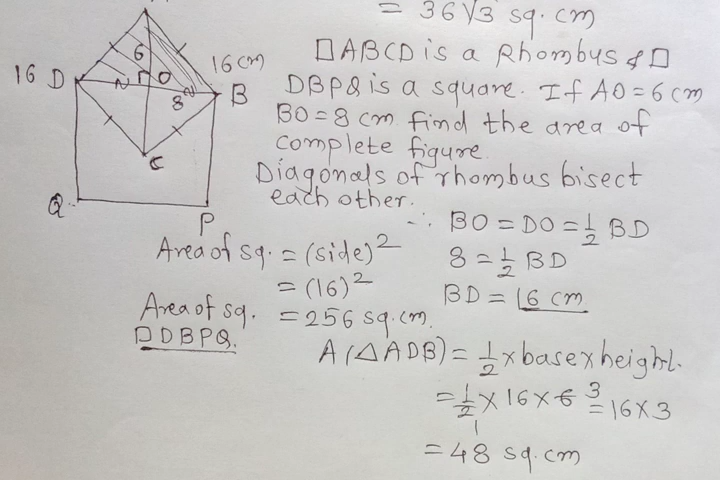 = 36√3 sq.cm
□ABCD is a Rhombus & □
DBPQ is a square. If AO = 6 cm
BO = 8 cm find the area of
complete figure.
Diagonals of rhombus bisect
each other.
∴ BO = DO = 1/2 BD
8 = 1/2 BD
BD = 16 cm
16 D
6
O
8
16 cm
B
C
Q
P
Area of sq. = (side)²
= (16)²
Area of sq. = 256 sq.cm.
□DBPQ.
A(△ADB) = 1/2 × base × height.
= 1/2 × 16 × 6 3 = 16 × 3
1
= 48 sq.cm